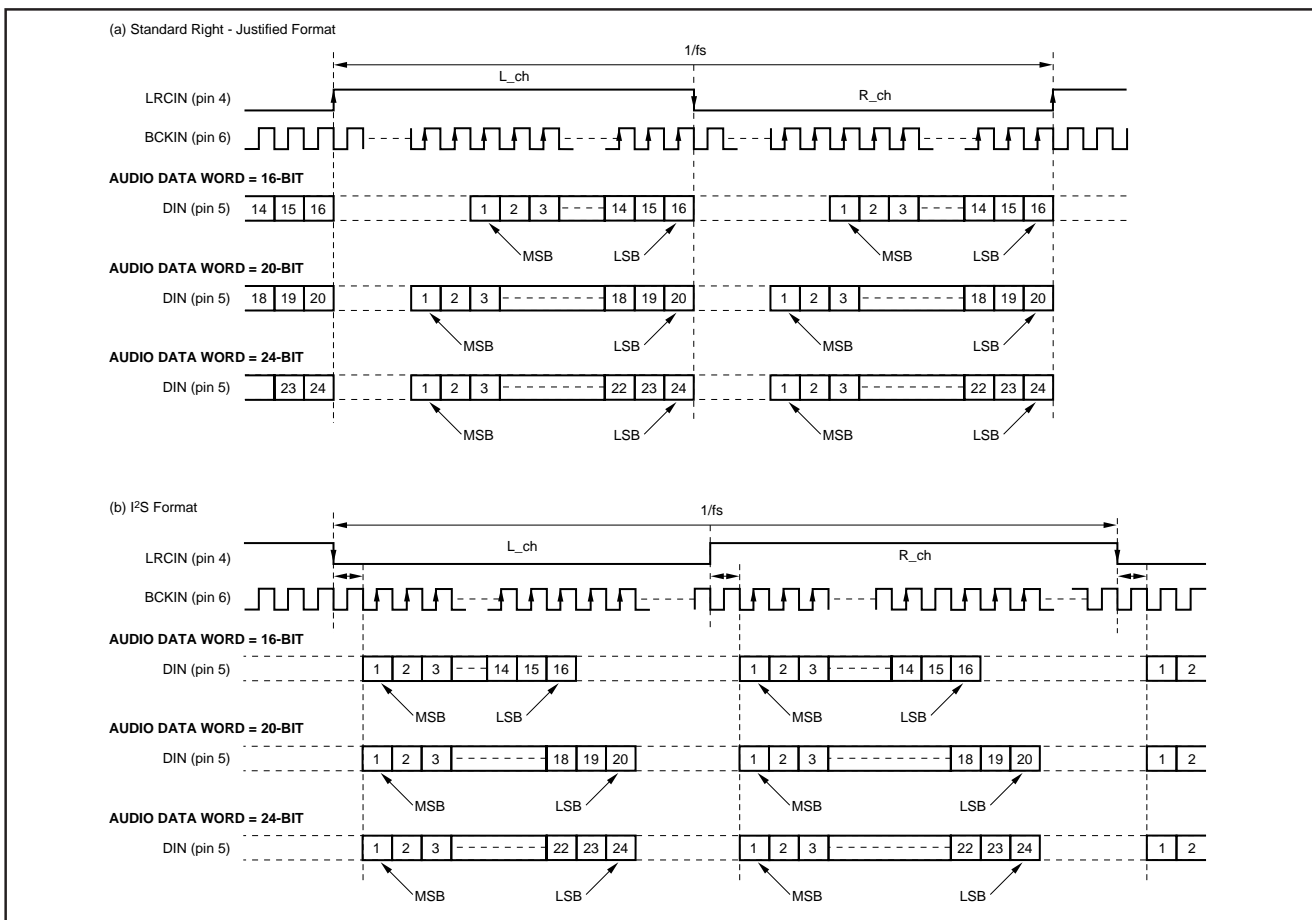 (a) Standard Right - Justified Format
1/fs
L_ch
R_ch
LRCIN (pin 4)
BCKIN (pin 6)
AUDIO DATA WORD = 16-BIT
DIN (pin 5) 14 15 16 1 2 3 14 15 16 1 2 3 14 15 16
MSB LSB MSB LSB
AUDIO DATA WORD = 20-BIT
DIN (pin 5) 18 19 20 1 2 3 18 19 20 1 2 3 18 19 20
MSB LSB MSB LSB
AUDIO DATA WORD = 24-BIT
DIN (pin 5) 23 24 1 2 3 22 23 24 1 2 3 22 23 24
MSB LSB MSB LSB
(b) I²S Format
1/fs
L_ch R_ch
LRCIN (pin 4)
BCKIN (pin 6)
AUDIO DATA WORD = 16-BIT
DIN (pin 5) 1 2 3 14 15 16 1 2 3 14 15 16 1 2
MSB LSB MSB LSB
AUDIO DATA WORD = 20-BIT
DIN (pin 5) 1 2 3 18 19 20 1 2 3 18 19 20 1 2
MSB LSB MSB LSB
AUDIO DATA WORD = 24-BIT
DIN (pin 5) 1 2 3 22 23 24 1 2 3 22 23 24 1 2
MSB LSB MSB LSB